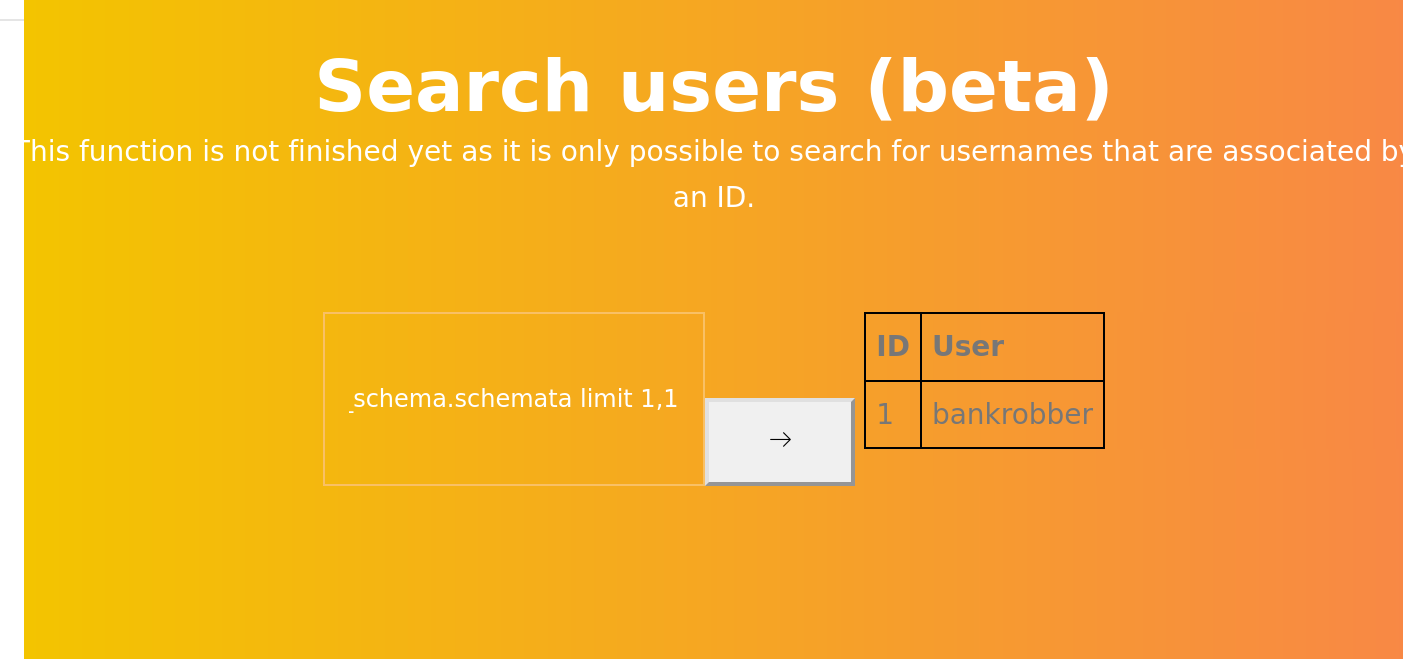 Search users (beta)
This function is not finished yet as it is only possible to search for usernames that are associated by
an ID.
_schema.schemata limit 1,1
→
ID User
1 bankrobber